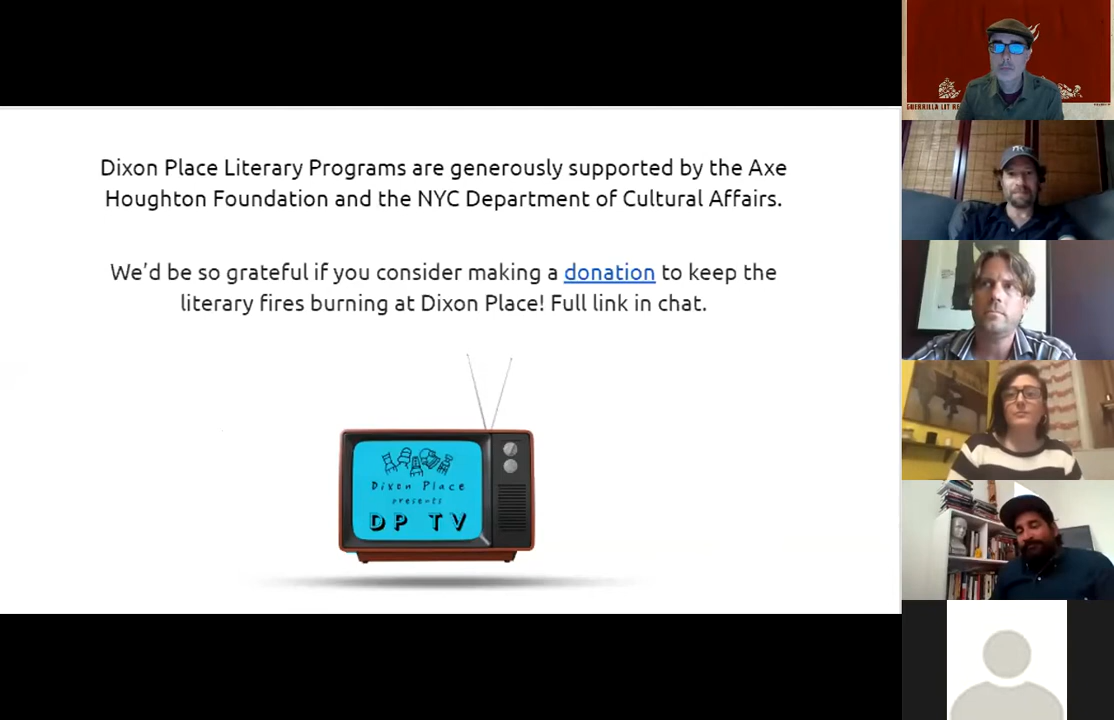 Dixon Place Literary Programs are generously supported by the Axe
Houghton Foundation and the NYC Department of Cultural Affairs.
We’d be so grateful if you consider making a donation to keep the
literary fires burning at Dixon Place! Full link in chat.
Dixon Place
presents
DP TV
GUERRILLA LIT